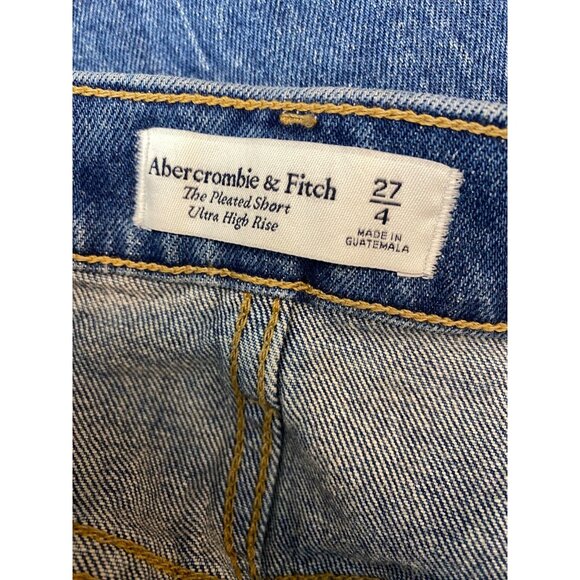 Abercrombie & Fitch
The Pleated Short
Ultra High Rise
27
4
MADE IN
GUATEMALA